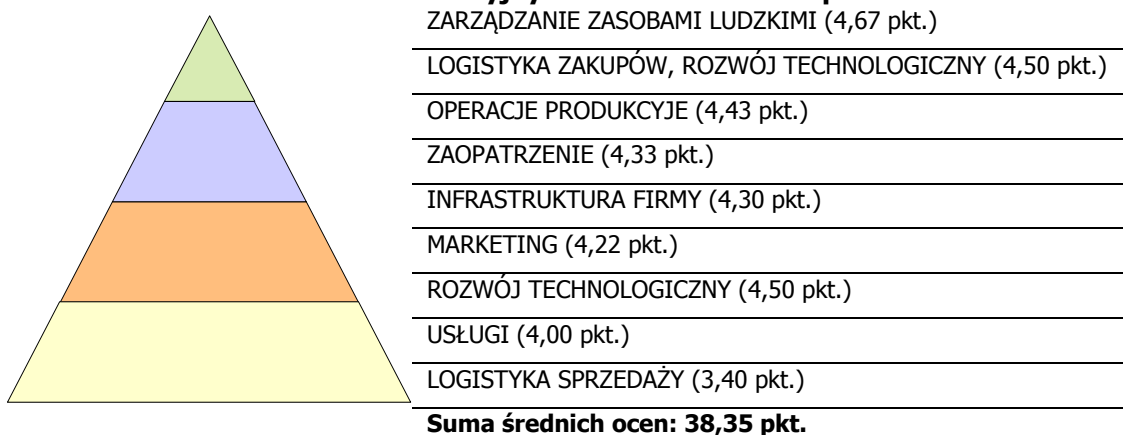 ZARZĄDZANIE ZASOBAMI LUDZKIMI (4,67 pkt.)
LOGISTYKA ZAKUPÓW, ROZWÓJ TECHNOLOGICZNY (4,50 pkt.)
OPERACJE PRODUKCYJE (4,43 pkt.)
ZAOPATRZENIE (4,33 pkt.)
INFRASTRUKTURA FIRMY (4,30 pkt.)
MARKETING (4,22 pkt.)
ROZWÓJ TECHNOLOGICZNY (4,50 pkt.)
USŁUGI (4,00 pkt.)
LOGISTYKA SPRZEDAŻY (3,40 pkt.)
Suma średnich ocen: 38,35 pkt.